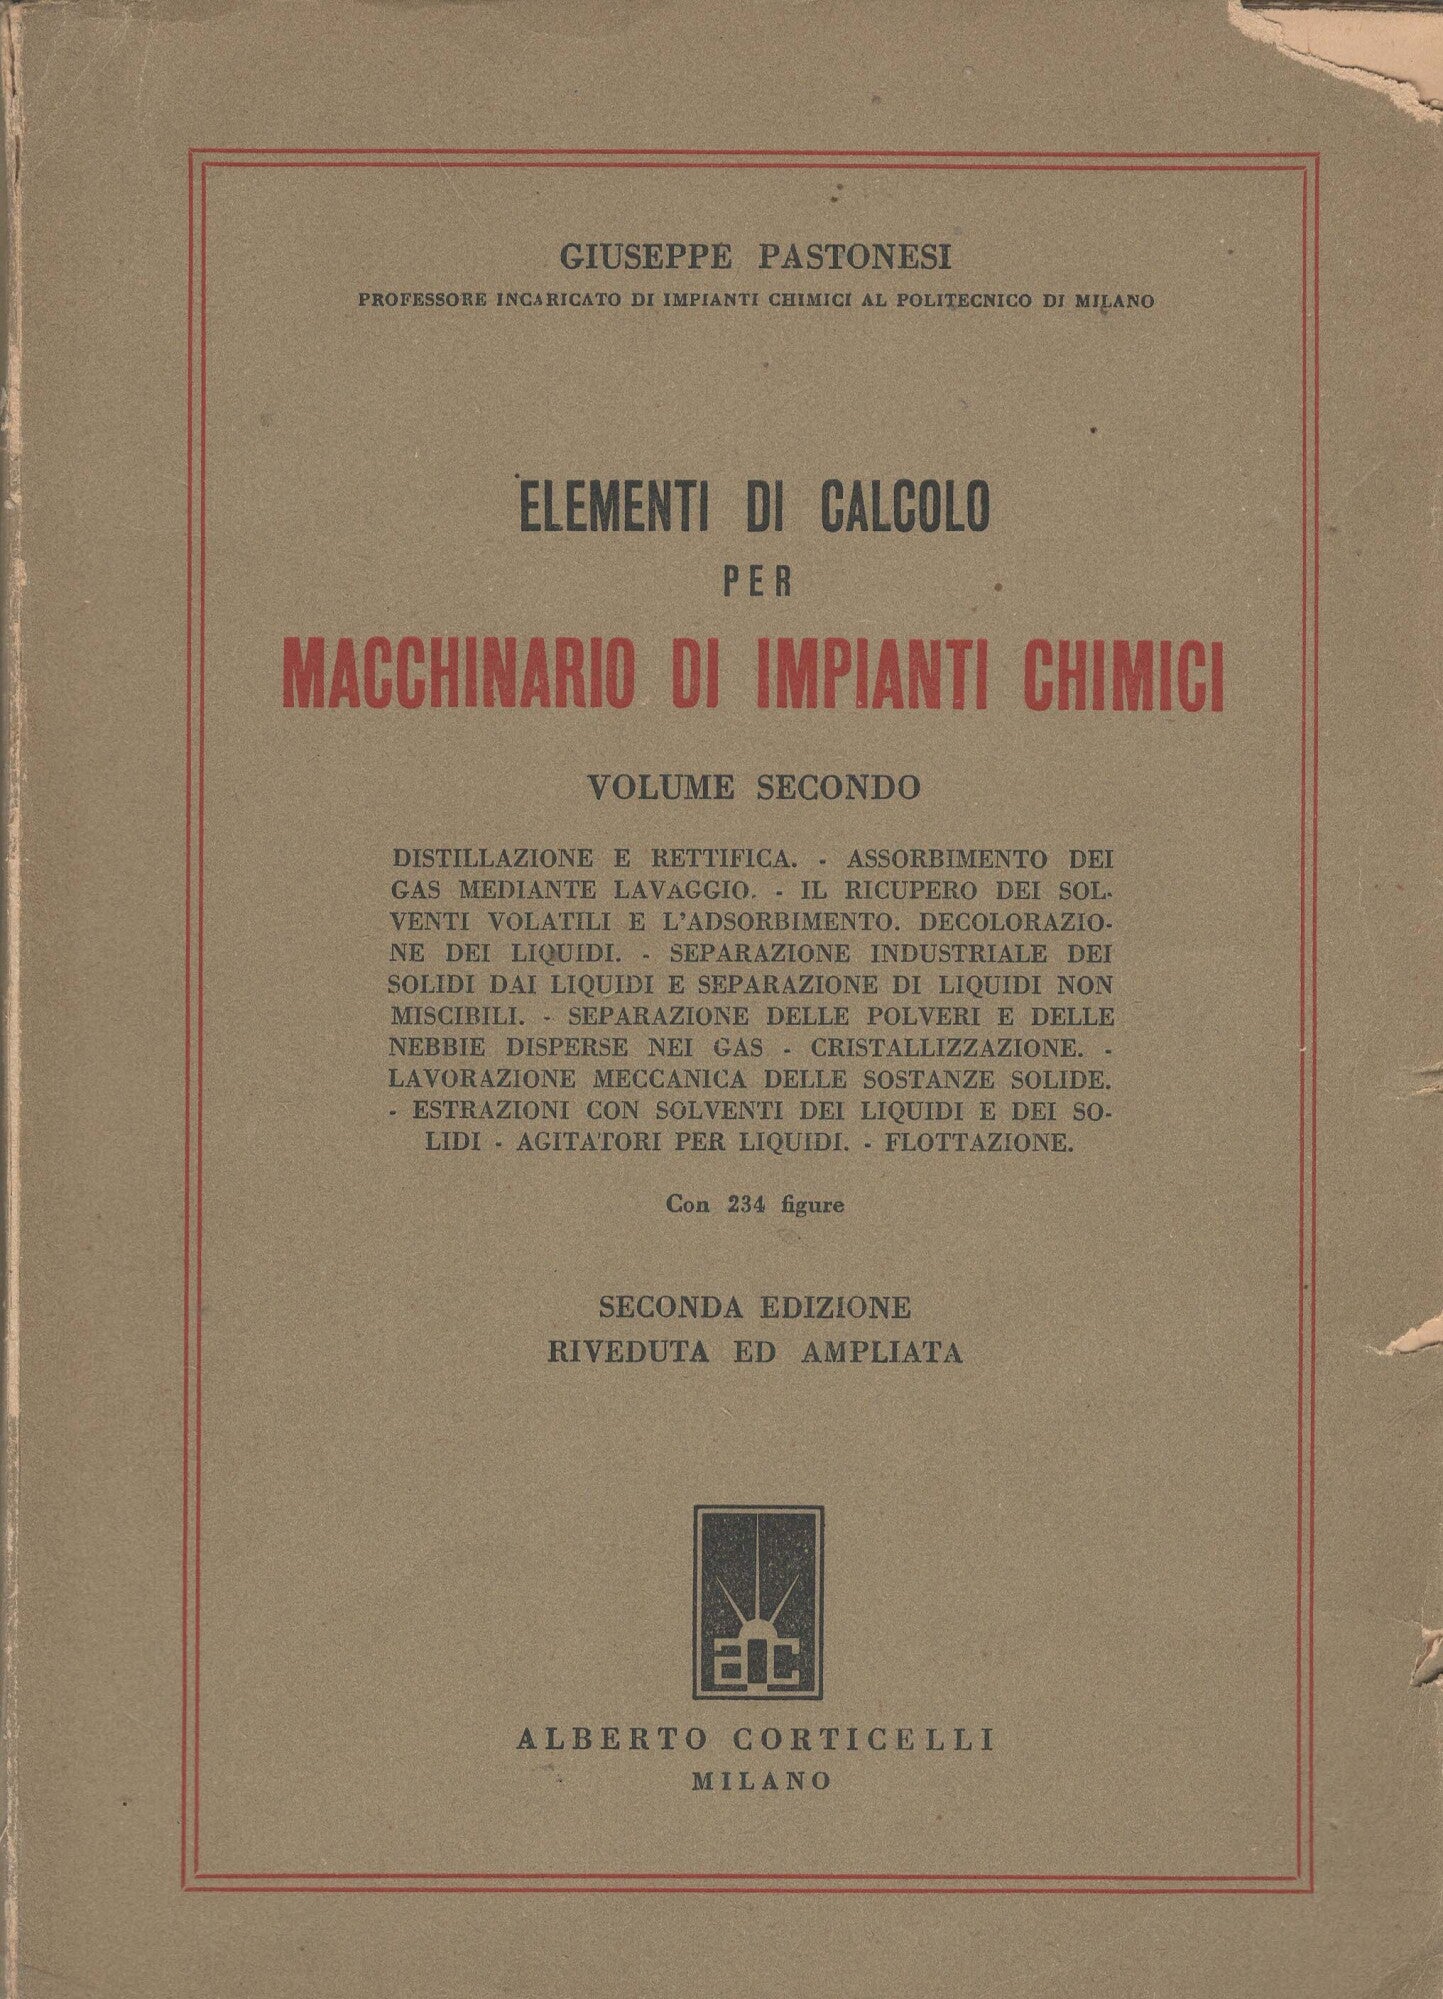 GIUSEPPE PASTONESI
PROFESSORE INCARICATO DI IMPIANTI CHIMICI AL POLITECNICO DI MILANO
ELEMENTI DI CALCOLO
PER
MACCHINARIO DI IMPIANTI CHIMICI
VOLUME SECONDO
DISTILLAZIONE E RETTIFICA. - ASSORBIMENTO DEI
GAS MEDIANTE LAVAGGIO. - IL RICUPERO DEI SOL-
VENTI VOLATILI E L'ADSORBIMENTO. DECOLORAZIO-
NE DEI LIQUIDI. - SEPARAZIONE INDUSTRIALE DEI
SOLIDI DAI LIQUIDI E SEPARAZIONE DI LIQUIDI NON
MISCIBILI. - SEPARAZIONE DELLE POLVERI E DELLE
NEBBIE DISPERSE NEI GAS - CRISTALLIZZAZIONE. -
LAVORAZIONE MECCANICA DELLE SOSTANZE SOLIDE.
- ESTRAZIONI CON SOLVENTI DEI LIQUIDI E DEI SO-
LIDI - AGITATORI PER LIQUIDI. - FLOTTAZIONE.
Con 234 figure
SECONDA EDIZIONE
RIVEDUTA ED AMPLIATA
ac
ALBERTO CORTICELLI
MILANO